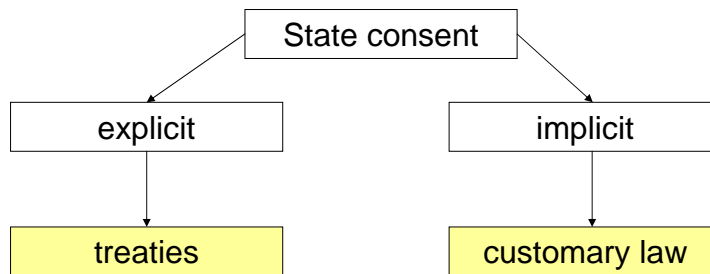 State consent
explicit
implicit
treaties
customary law